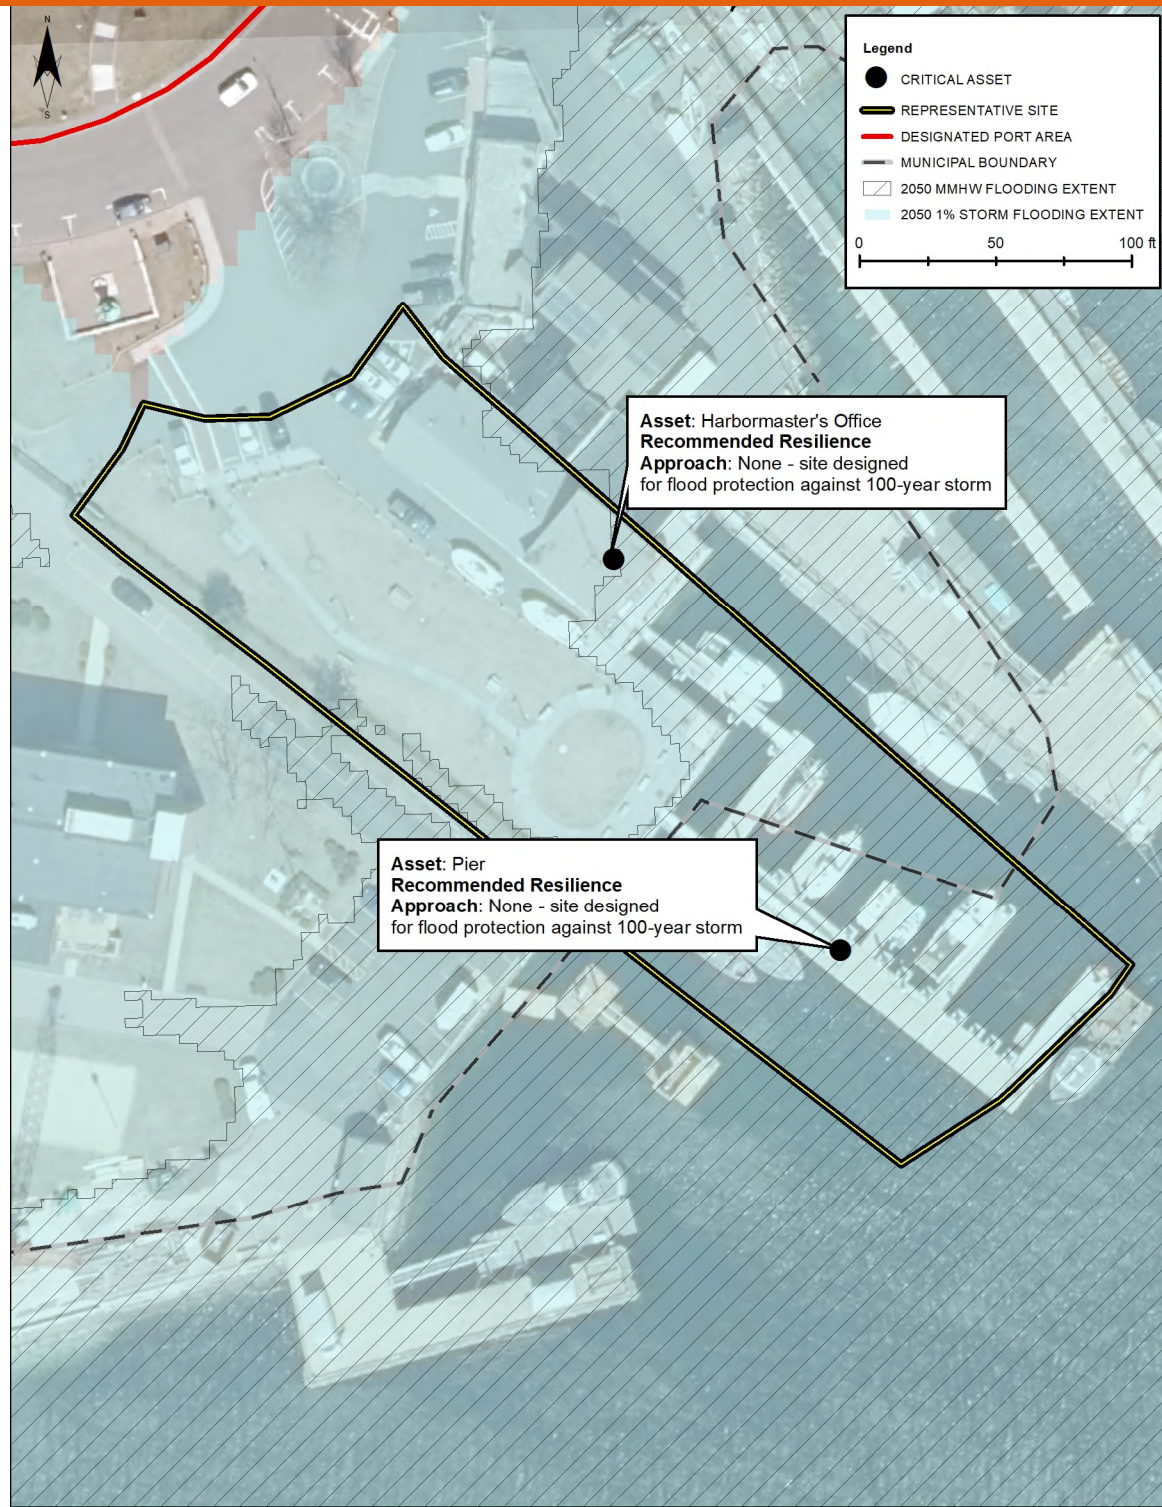 N
S
Legend
CRITICAL ASSET
REPRESENTATIVE SITE
DESIGNATED PORT AREA
MUNICIPAL BOUNDARY
2050 MMHW FLOODING EXTENT
2050 1% STORM FLOODING EXTENT
0 50 100 ft
Asset: Harbormaster's Office
Recommended Resilience
Approach: None - site designed
for flood protection against 100-year storm
Asset: Pier
Recommended Resilience
Approach: None - site designed
for flood protection against 100-year storm